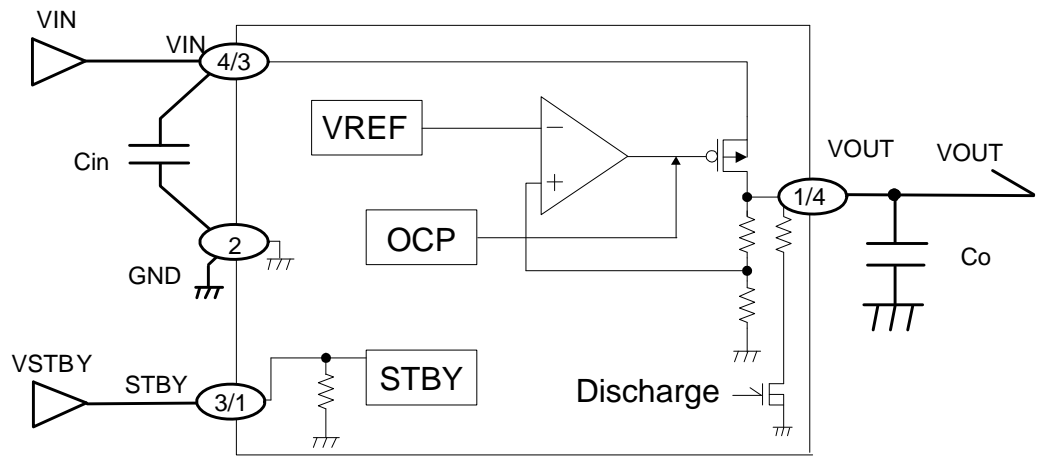 VIN
VIN
4/3
VREF
−
+
VOUT
VOUT
1/4
Cin
OCP
2
GND
Co
VSTBY
STBY
3/1
STBY
Discharge